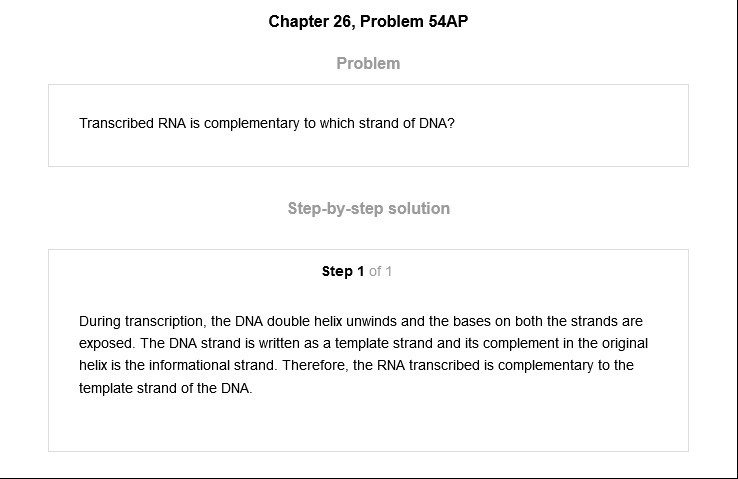 Chapter 26, Problem 54AP
Problem
Transcribed RNA is complementary to which strand of DNA?
Step-by-step solution
Step 1 of 1
During transcription, the DNA double helix unwinds and the bases on both the strands are
exposed. The DNA strand is written as a template strand and its complement in the original
helix is the informational strand. Therefore, the RNA transcribed is complementary to the
template strand of the DNA.